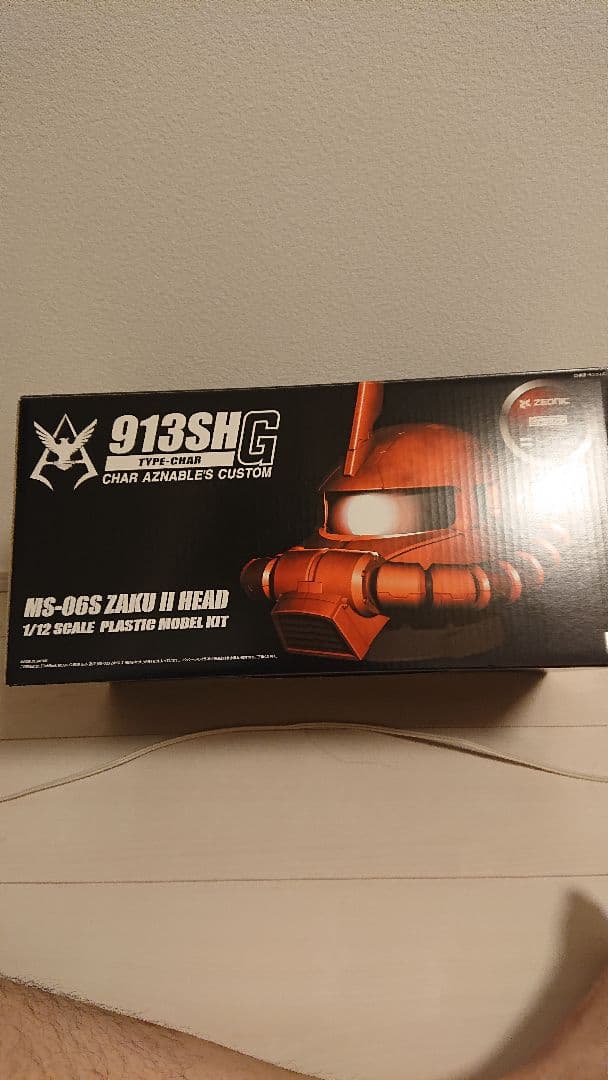 913SHG
TYPE-CHAR
CHAR AZNABLE'S CUSTOM
ZEONIC
MS-06S ZAKU II HEAD
1/12 SCALE PLASTIC MODEL KIT